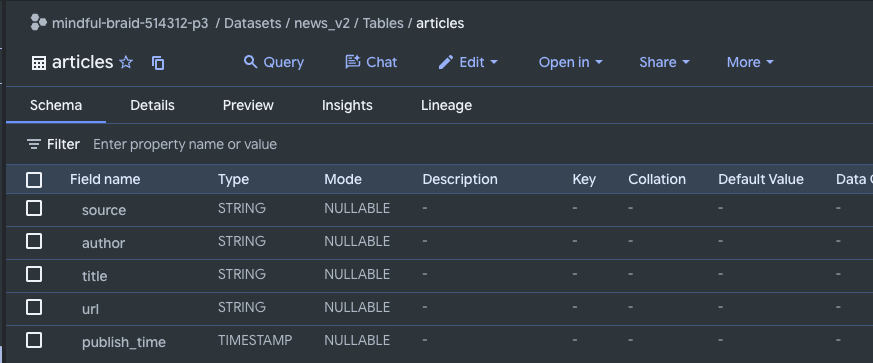 mindful-braid-514312-p3 / Datasets / news_v2 / Tables / articles
articles Query Chat Edit Open in Share More
Schema Details Preview Insights Lineage
Filter Enter property name or value
Field name Type Mode Description Key Collation Default Value Data
source STRING NULLABLE - - - - -
author STRING NULLABLE - - - - -
title STRING NULLABLE - - - - -
url STRING NULLABLE - - - - -
publish_time TIMESTAMP NULLABLE - - - - -